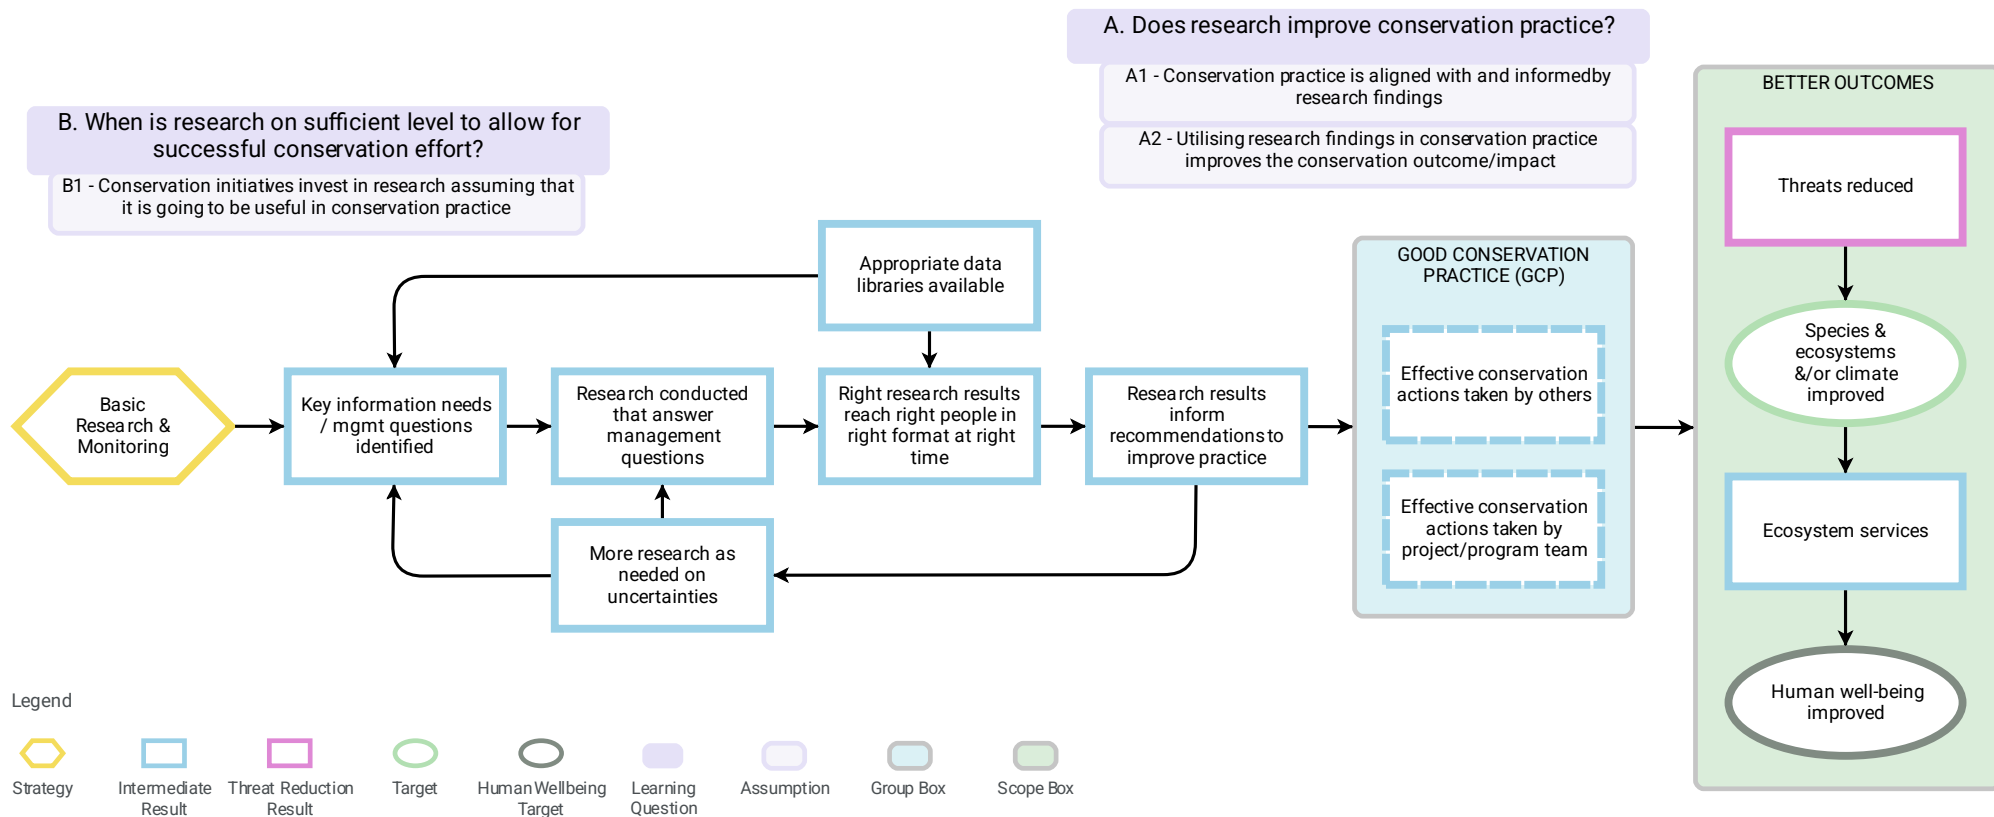 A. Does research improve conservation practice?
A1 - Conservation practice is aligned with and informedby
research findings
A2 - Utilising research findings in conservation practice
improves the conservation outcome/impact
B. When is research on sufficient level to allow for
successful conservation effort?
B1 - Conservation initiatives invest in research assuming that
it is going to be useful in conservation practice
Appropriate data
libraries available
Basic
Research &
Monitoring
Key information needs
/ mgmt questions
identified
Research conducted
that answer
management
questions
Right research results
reach right people in
right format at right
time
Research results
inform
recommendations to
improve practice
More research as
needed on
uncertainties
GOOD CONSERVATION
PRACTICE (GCP)
Effective conservation
actions taken by others
Effective conservation
actions taken by
project/program team
BETTER OUTCOMES
Threats reduced
Species &
ecosystems
&/or climate
improved
Ecosystem services
Human well-being
improved
Legend
Strategy
Intermediate
Result
Threat Reduction
Result
Target
Human Wellbeing
Target
Learning
Question
Assumption
Group Box
Scope Box